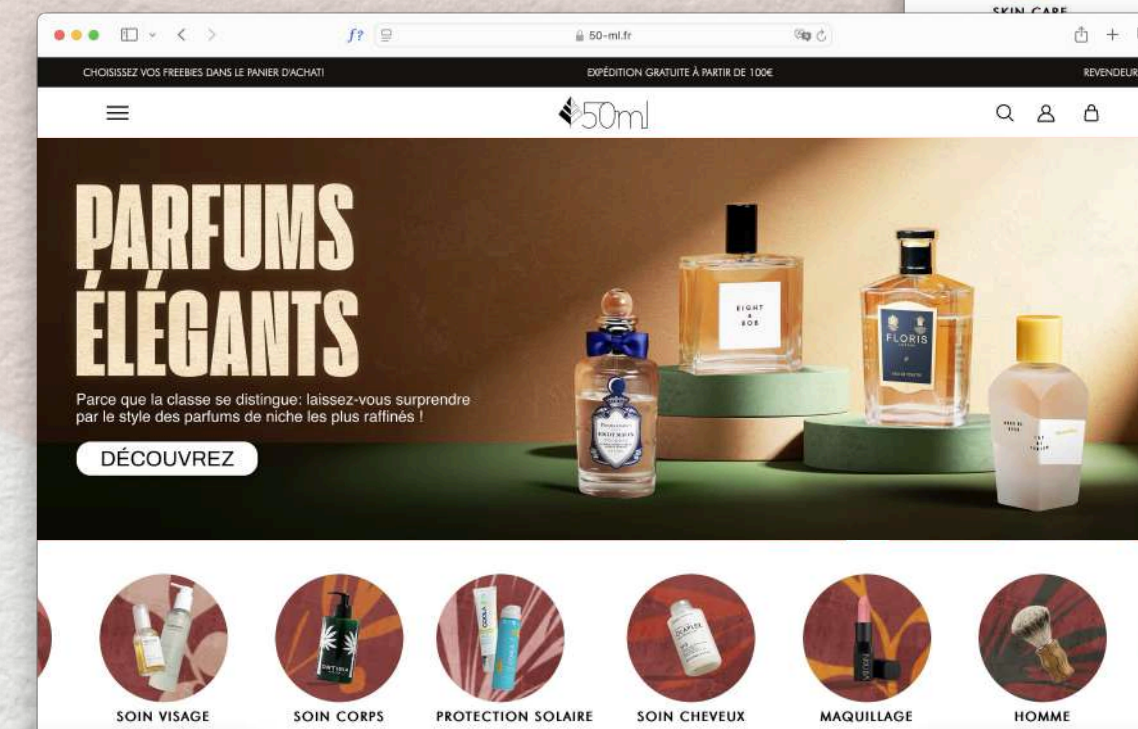 SKIN CARE
50-ml.fr
CHOISISSEZ VOS FREEBIES DANS LE PANIER D'ACHAT!
EXPÉDITION GRATUITE À PARTIR DE 100€
REVENDEUR
50ml
PARFUMS
ÉLÉGANTS
Parce que la classe se distingue: laissez-vous surprendre
par le style des parfums de niche les plus raffinés !
DÉCOUVREZ
EIGHT
&
BOB
FLORIS
SOIN VISAGE
SOIN CORPS
PROTECTION SOLAIRE
SOIN CHEVEUX
MAQUILLAGE
HOMME